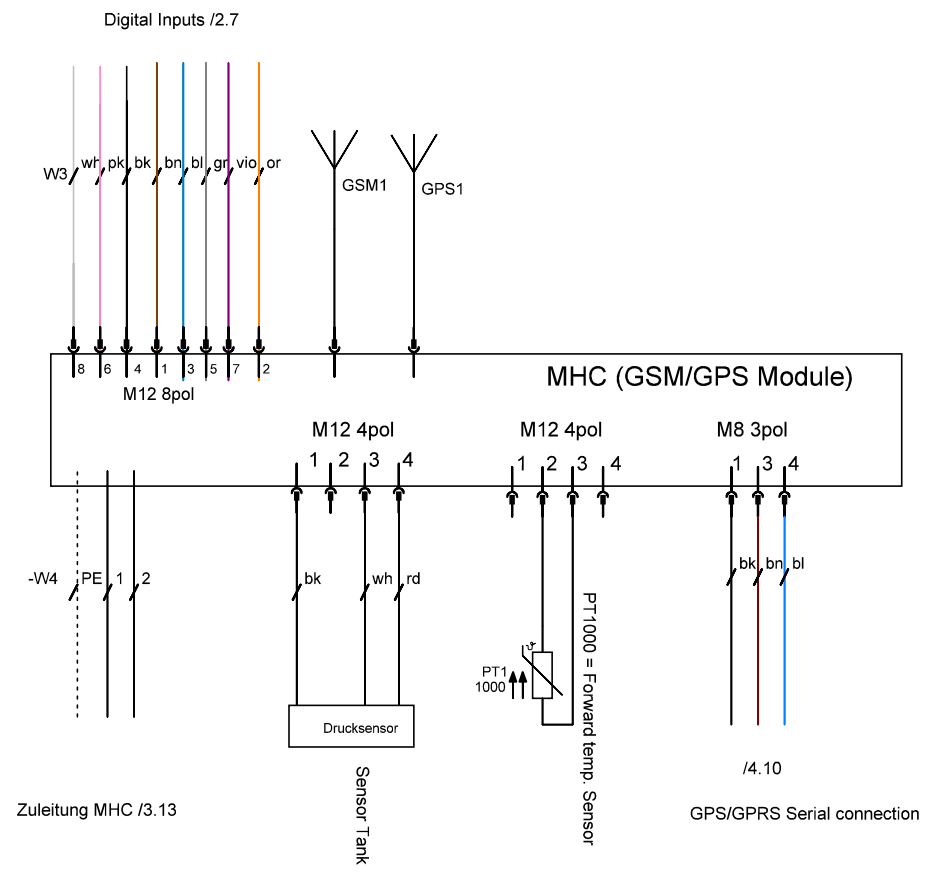 Digital Inputs /2.7
W3 wh pk bk bn bl gr vio or
GSM1
GPS1
8 6 4 1 3 5 7 2
M12 8pol
MHC (GSM/GPS Module)
M12 4pol
1 2 3 4
M12 4pol
1 2 3 4
M8 3pol
1 3 4
-W4 PE 1 2
bk wh rd
bk bn bl
PT1
1000
ϑ
PT1000 = Forward temp. Sensor
Drucksensor
Sensor Tank
/4.10
Zuleitung MHC /3.13
GPS/GPRS Serial connection